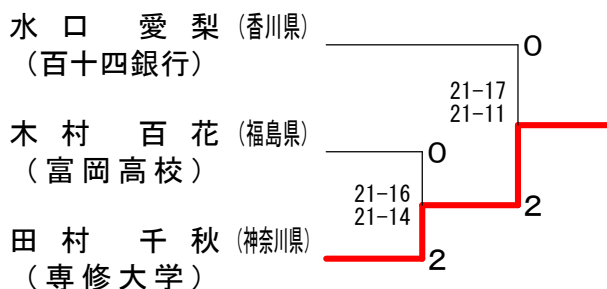 水口 愛梨 (香川県)
(百十四銀行)
0
21-17
21-11
木村 百花 (福島県)
(富岡高校)
0
21-16
21-14
2
田村 千秋 (神奈川県)
(専修大学)
2